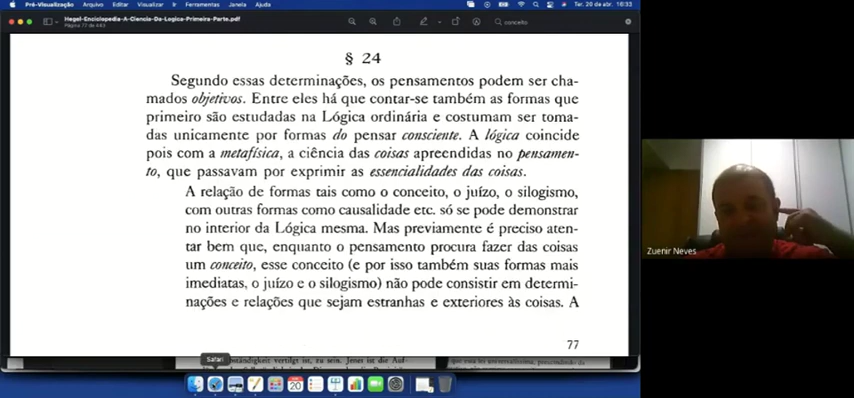 Pré-Visualização Arquivo Editar Visualizar Ir Ferramentas Janela Ajuda Ter. 20 de abr. 16:33
Hegel-Enciclopedia-A-Ciencia-Da-Logica-Primeira-Parte.pdf
Página 77 de 443
conceito
§ 24
Segundo essas determinações, os pensamentos podem ser cha-
mados objetivos. Entre eles há que contar-se também as formas que
primeiro são estudadas na Lógica ordinária e costumam ser toma-
das unicamente por formas do pensar consciente. A lógica coincide
pois com a metafísica, a ciência das coisas apreendidas no pensamen-
to, que passavam por exprimir as essencialidades das coisas.
A relação de formas tais como o conceito, o juízo, o silogismo,
com outras formas como causalidade etc. só se pode demonstrar
no interior da Lógica mesma. Mas previamente é preciso aten-
tar bem que, enquanto o pensamento procura fazer das coisas
um conceito, esse conceito (e por isso também suas formas mais
imediatas, o juízo e o silogismo) não pode consistir em determi-
nações e relações que sejam estranhas e exteriores às coisas. A
77
Zuenir Neves
Safari
20